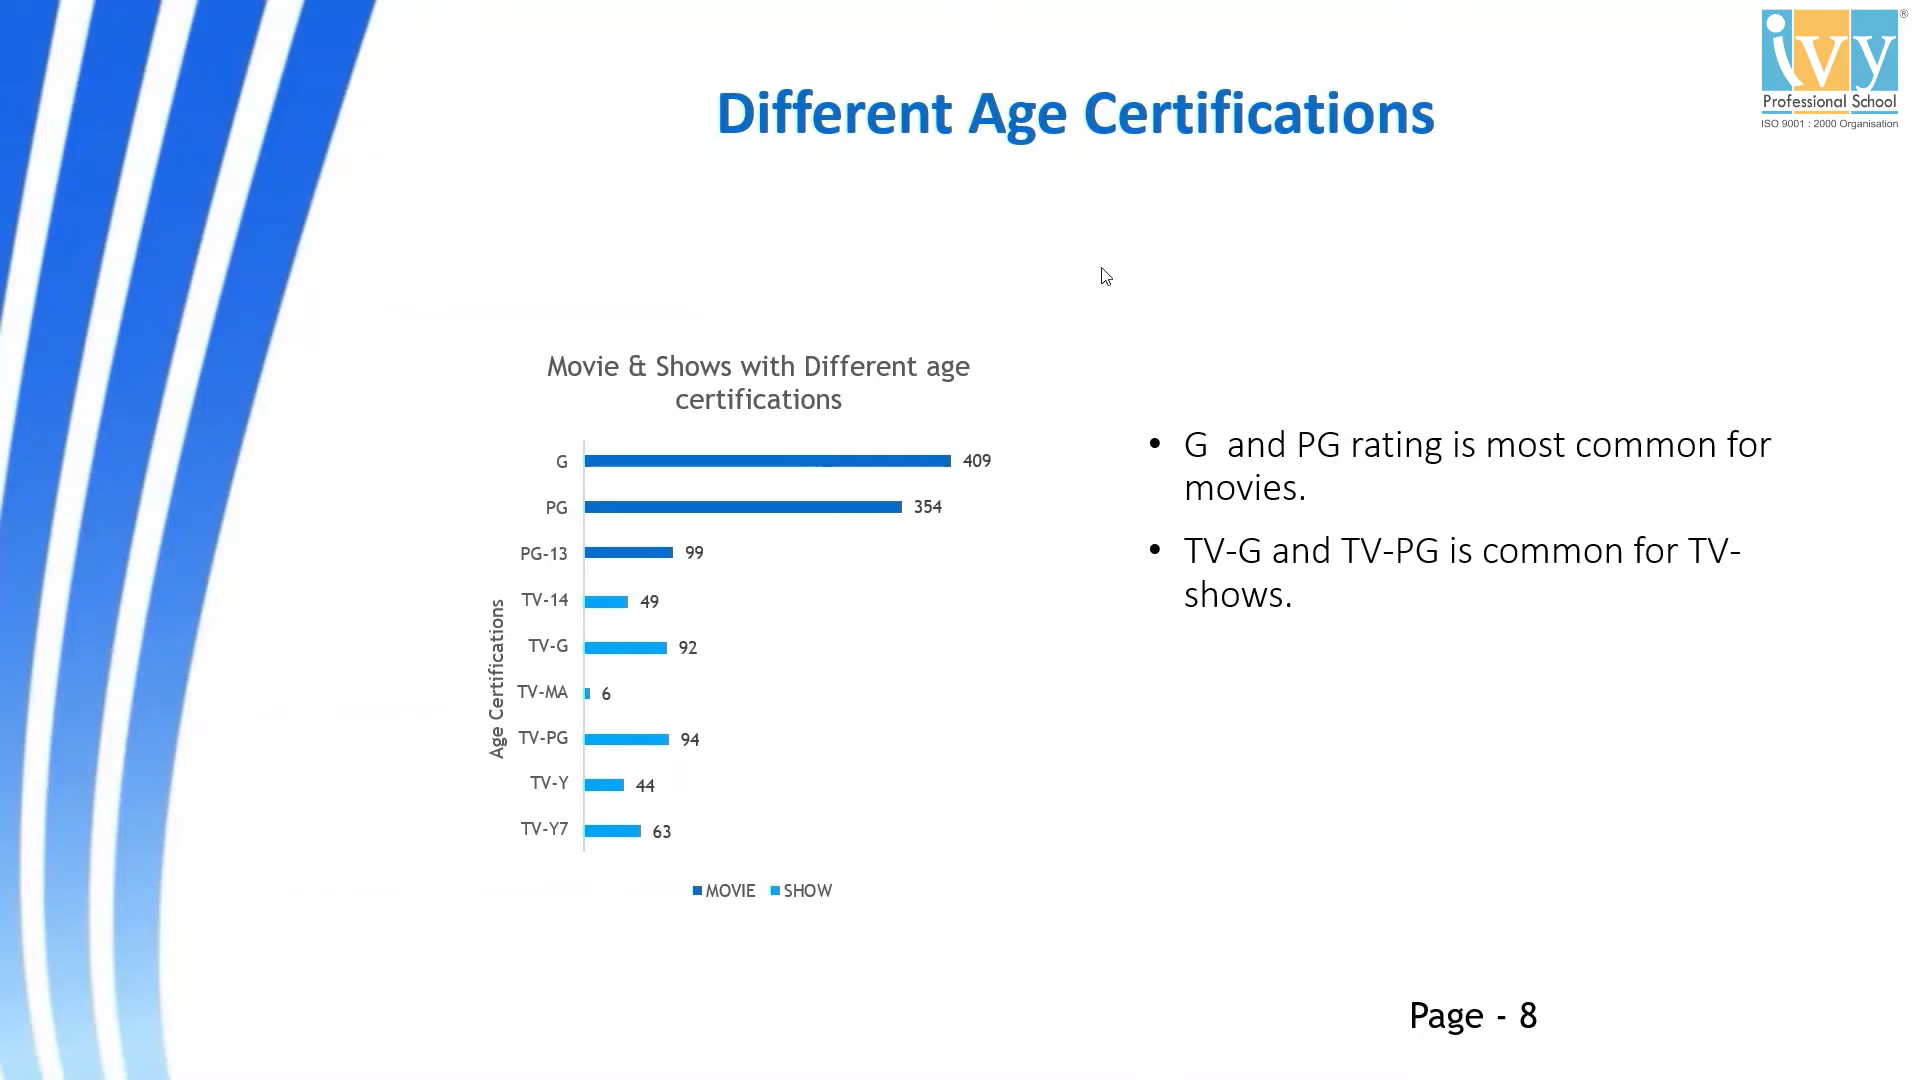 ivy
®
Professional School
ISO 9001 : 2000 Organisation
Different Age Certifications
Movie & Shows with Different age
certifications
G 409
PG 354
PG-13 99
TV-14 49
TV-G 92
TV-MA 6
TV-PG 94
TV-Y 44
TV-Y7 63
Age Certifications
MOVIE SHOW
• G  and PG rating is most common for
movies.
• TV-G and TV-PG is common for TV-
shows.
Page - 8